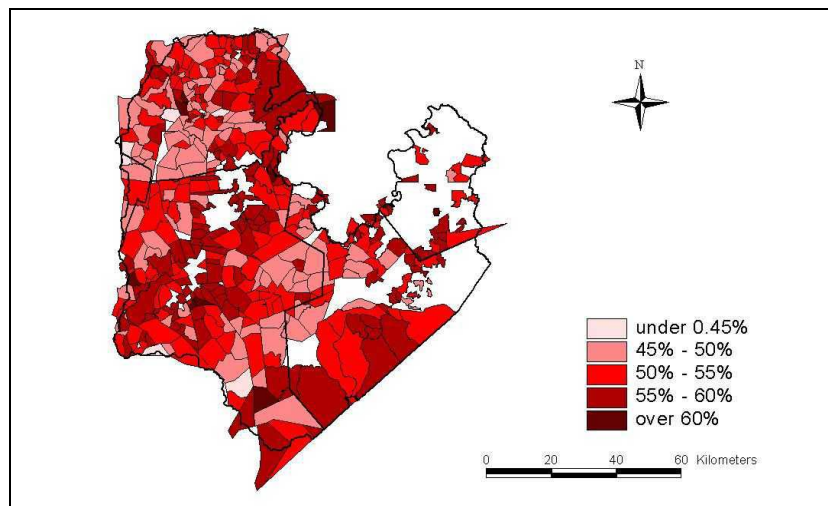 N
under 0.45%
45% - 50%
50% - 55%
55% - 60%
over 60%
0 20 40 60 Kilometers